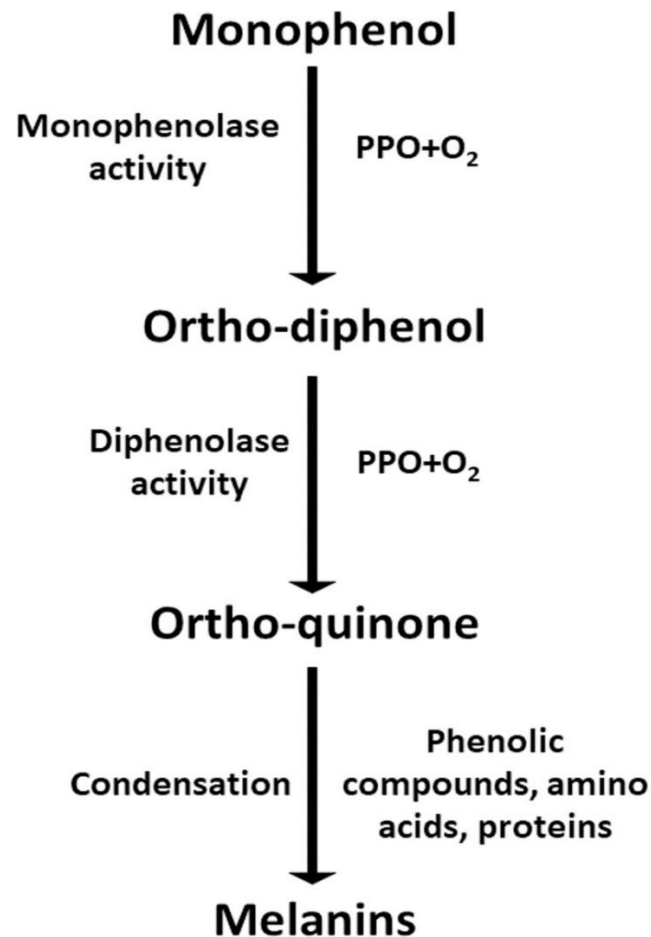 Monophenol
Monophenolase
activity
PPO+O₂
Ortho-diphenol
Diphenolase
activity
PPO+O₂
Ortho-quinone
Condensation
Phenolic
compounds, amino
acids, proteins
Melanins